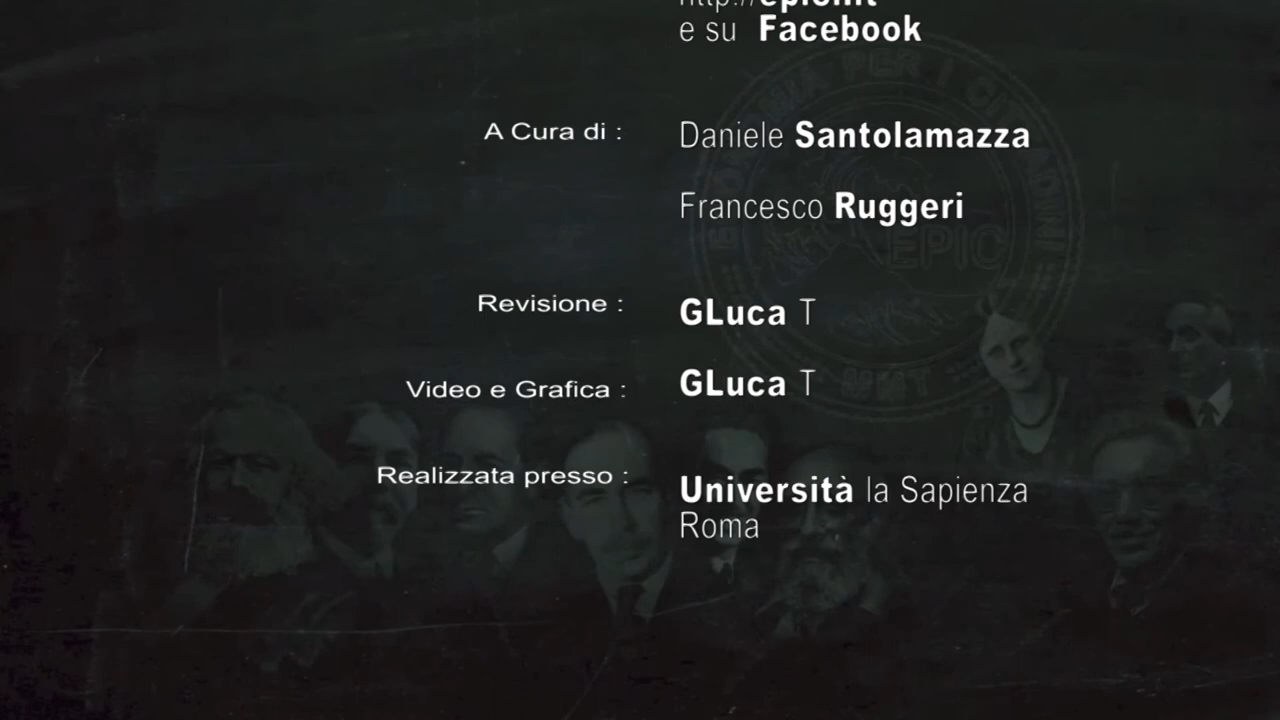 e su Facebook
A Cura di : Daniele Santolamazza
Francesco Ruggeri
Revisione : GLuca T
Video e Grafica : GLuca T
Realizzata presso : Università la Sapienza
Roma
EPIC